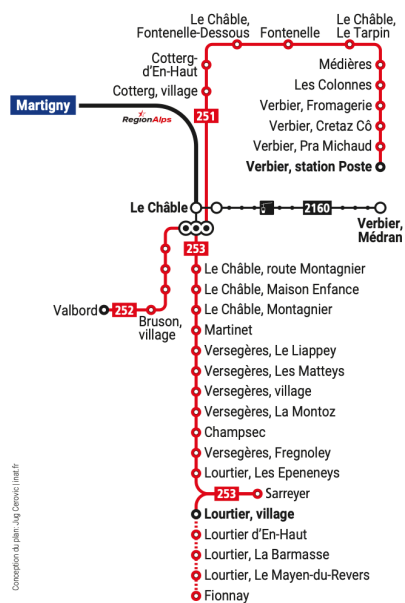 Le Châble,
Fontenelle-Dessous
Fontenelle
Le Châble,
Le Tarpin
Cotterg-
d'En-Haut
Cotterg, village
Médières
Les Colonnes
Verbier, Fromagerie
Verbier, Cretaz Cô
Verbier, Pra Michaud
Verbier, station Poste
Martigny
RegionAlps
251
Le Châble
2160
Verbier,
Médran
253
Le Châble, route Montagnier
Le Châble, Maison Enfance
Le Châble, Montagnier
Valbord
252
Bruson,
village
Martinet
Versegères, Le Liappey
Versegères, Les Matteys
Versegères, village
Versegères, La Montoz
Champsec
Versegères, Fregnoley
Lourtier, Les Epeneneys
253
Sarreyer
Lourtier, village
Lourtier d'En-Haut
Lourtier, La Barmasse
Lourtier, Le Mayen-du-Revers
Fionnay
Conception du plan: Jug Cerovic | inat.fr